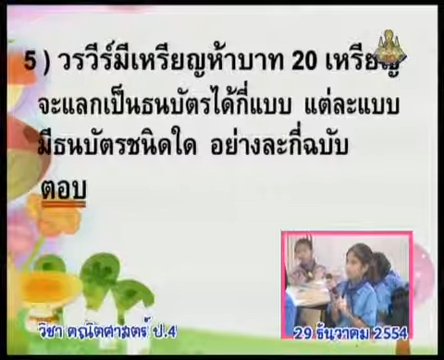 5 ) วรวีร์มีเหรียญห้าบาท 20 เหรียญ
จะแลกเป็นธนบัตรได้กี่แบบ แต่ละแบบ
มีธนบัตรชนิดใด อย่างละกี่ฉบับ
ตอบ
วิชา คณิตศาสตร์ ป.4
29 ธันวาคม 2554